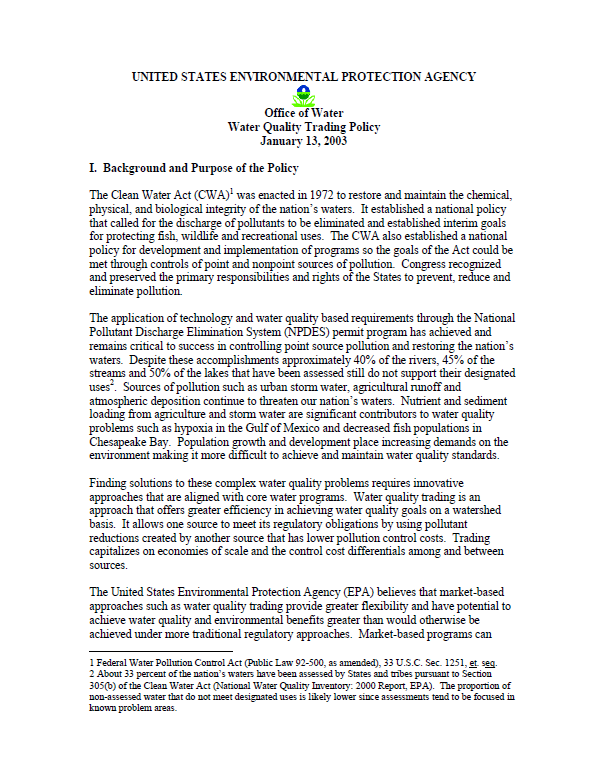 UNITED STATES ENVIRONMENTAL PROTECTION AGENCY
Office of Water
Water Quality Trading Policy
January 13, 2003
I. Background and Purpose of the Policy
The Clean Water Act (CWA)1 was enacted in 1972 to restore and maintain the chemical,
physical, and biological integrity of the nation's waters. It established a national policy
that called for the discharge of pollutants to be eliminated and established interim goals
for protecting fish, wildlife and recreational uses. The CWA also established a national
policy for development and implementation of programs so the goals of the Act could be
met through controls of point and nonpoint sources of pollution. Congress recognized
and preserved the primary responsibilities and rights of the States to prevent, reduce and
eliminate pollution.
The application of technology and water quality based requirements through the National
Pollutant Discharge Elimination System (NPDES) permit program has achieved and
remains critical to success in controlling point source pollution and restoring the nation's
waters. Despite these accomplishments approximately 40% of the rivers, 45% of the
streams and 50% of the lakes that have been assessed still do not support their designated
uses2. Sources of pollution such as urban storm water, agricultural runoff and
atmospheric deposition continue to threaten our nation's waters. Nutrient and sediment
loading from agriculture and storm water are significant contributors to water quality
problems such as hypoxia in the Gulf of Mexico and decreased fish populations in
Chesapeake Bay. Population growth and development place increasing demands on the
environment making it more difficult to achieve and maintain water quality standards.
Finding solutions to these complex water quality problems requires innovative
approaches that are aligned with core water programs. Water quality trading is an
approach that offers greater efficiency in achieving water quality goals on a watershed
basis. It allows one source to meet its regulatory obligations by using pollutant
reductions created by another source that has lower pollution control costs. Trading
capitalizes on economies of scale and the control cost differentials among and between
sources.
The United States Environmental Protection Agency (EPA) believes that market-based
approaches such as water quality trading provide greater flexibility and have potential to
achieve water quality and environmental benefits greater than would otherwise be
achieved under more traditional regulatory approaches. Market-based programs can
1 Federal Water Pollution Control Act (Public Law 92-500, as amended), 33 U.S.C. Sec. 1251, et. seq.
2 About 33 percent of the nation's waters have been assessed by States and tribes pursuant to Section
305(b) of the Clean Water Act (National Water Quality Inventory: 2000 Report, EPA). The proportion of
non-assessed water that do not meet designated uses is likely lower since assessments tend to be focused in
known problem areas.